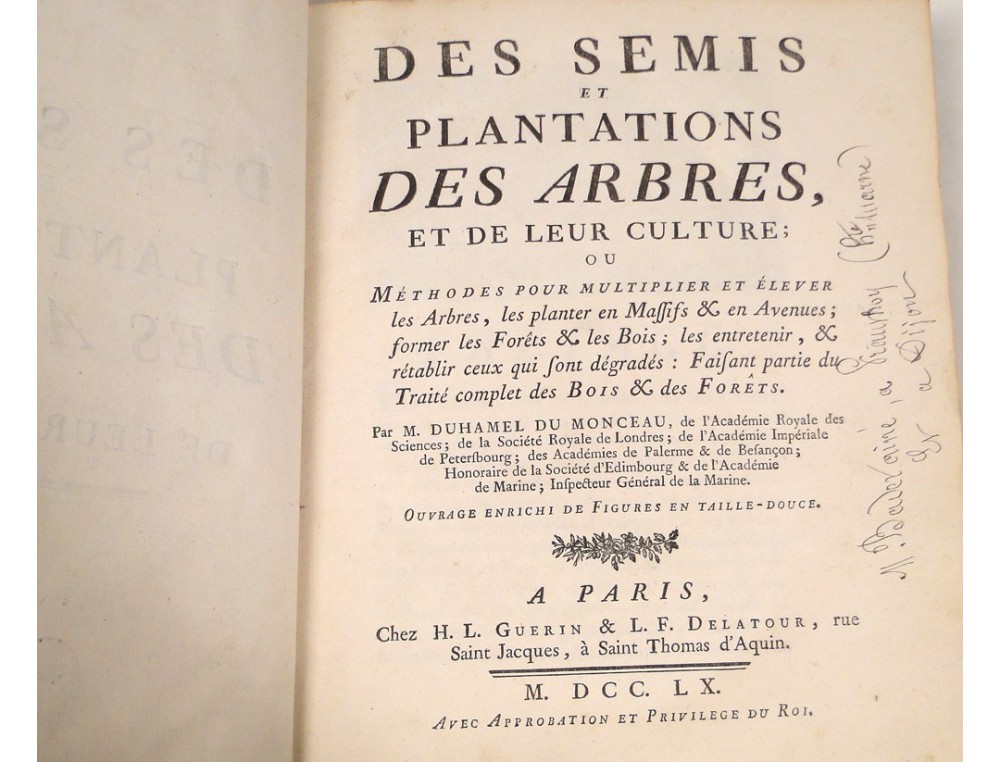 DES SEMIS
ET
PLANTATIONS
DES ARBRES,
ET DE LEUR CULTURE;
OU
MÉTHODES POUR MULTIPLIER ET ÉLEVER
les Arbres, les planter en Maſſifs & en Avenues;
former les Forêts & les Bois; les entretenir, &
rétablir ceux qui ſont dégradés : Faiſant partie du
Traité complet des BOIS & des FORÊTS.
Par M. DUHAMEL DU MONCEAU, de l'Académie Royale des
Sciences; de la Société Royale de Londres; de l'Académie Impériale
de Peterſbourg; des Académies de Palerme & de Beſançon;
Honoraire de la Société d'Edimbourg & de l'Académie
de Marine; Inſpecteur Général de la Marine.
OUVRAGE ENRICHI DE FIGURES EN TAILLE-DOUCE.
A PARIS,
Chez H. L. GUERIN & L. F. DELATOUR, rue
Saint Jacques, à Saint Thomas d'Aquin.
M. DCC. LX.
AVEC APPROBATION ET PRIVILEGE DU ROI.
(hte Marne)
a Dijon